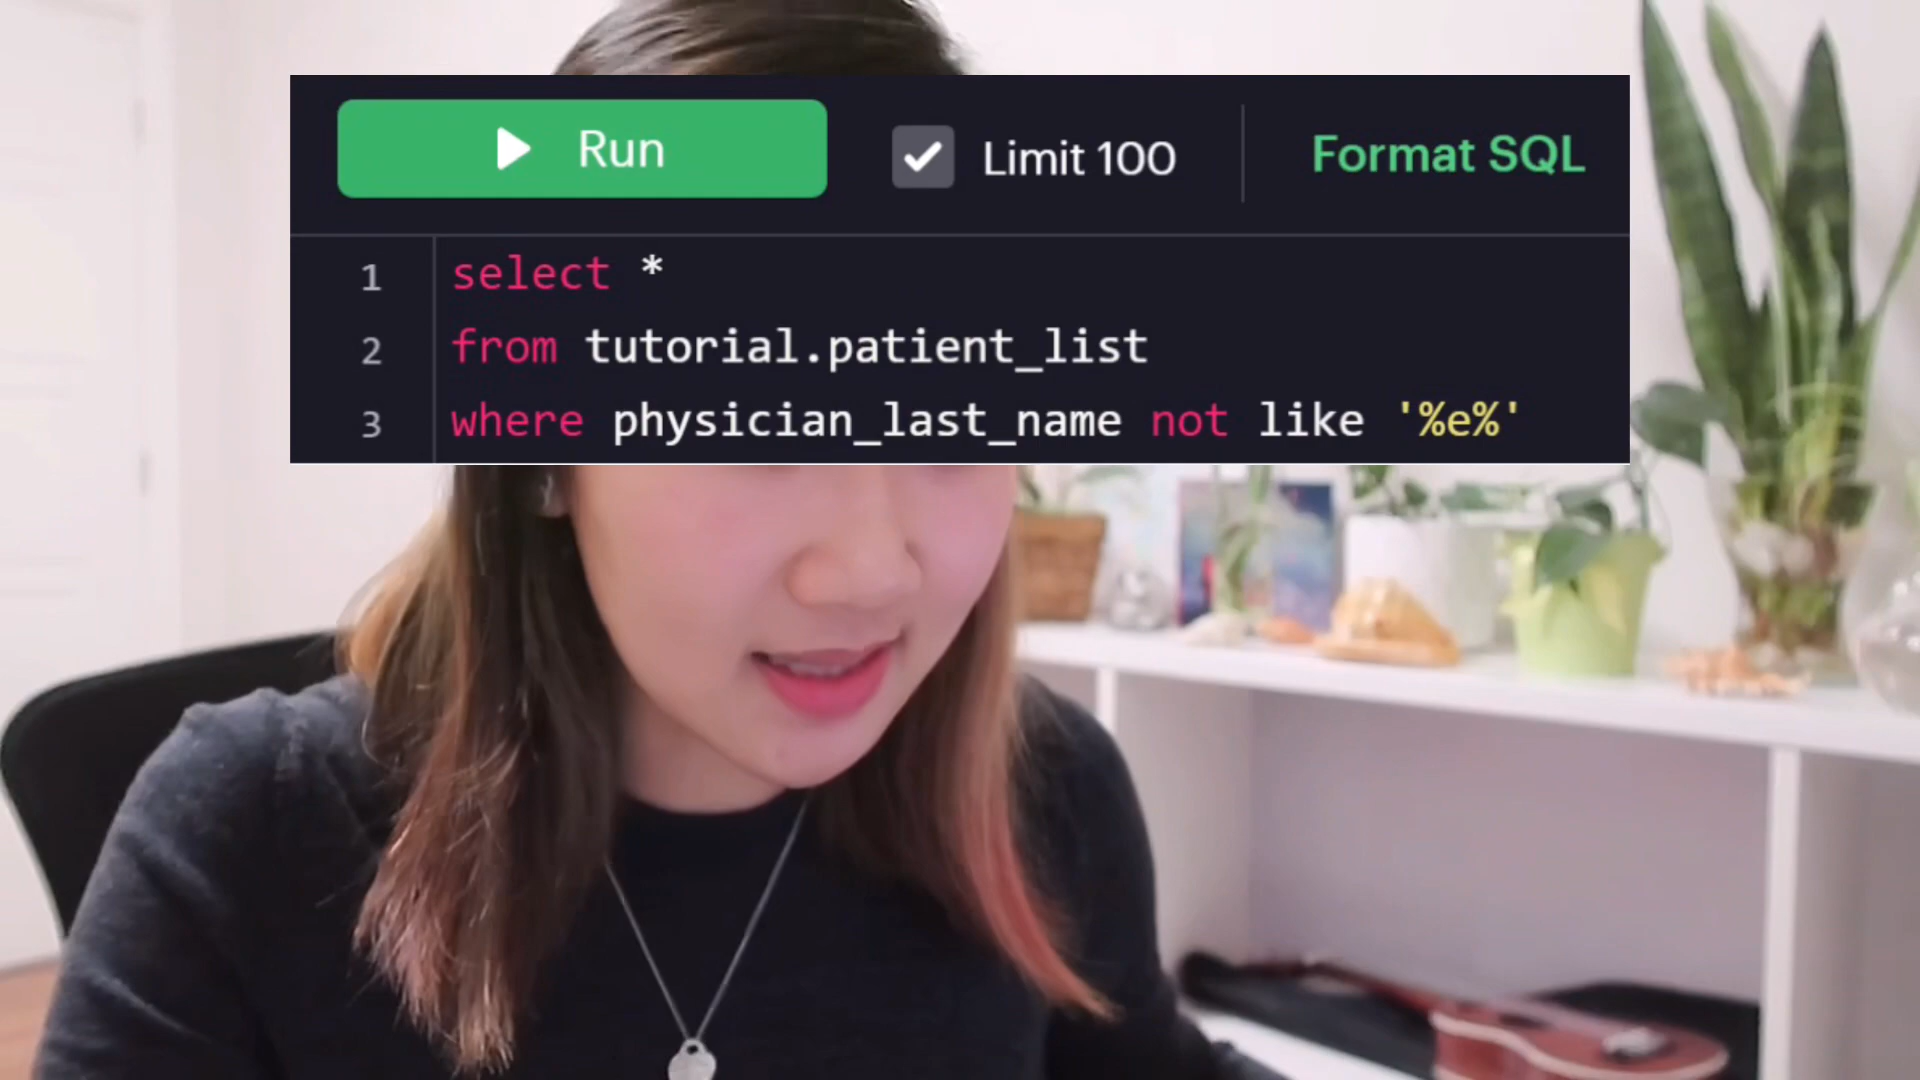 Run
Limit 100
Format SQL
1 select *
2 from tutorial.patient_list
3 where physician_last_name not like '%e%'